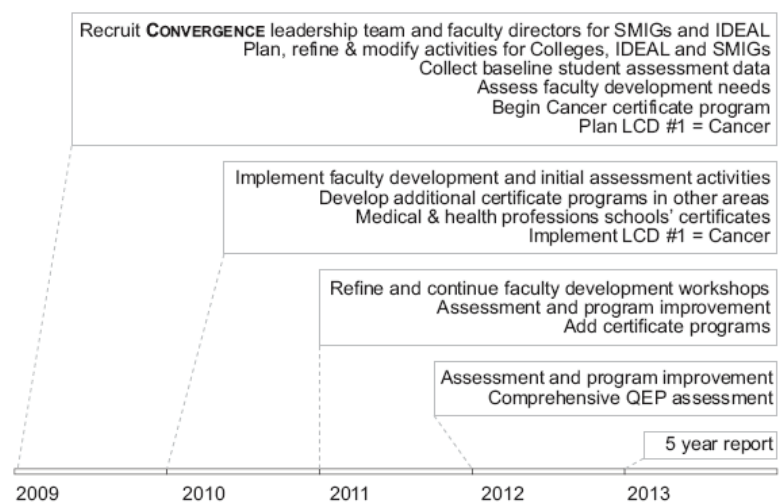 Recruit CONVERGENCE leadership team and faculty directors for SMIGs and IDEAL
Plan, refine & modify activities for Colleges, IDEAL and SMIGs
Collect baseline student assessment data
Assess faculty development needs
Begin Cancer certificate program
Plan LCD #1 = Cancer
Implement faculty development and initial assessment activities
Develop additional certificate programs in other areas
Medical & health professions schools' certificates
Implement LCD #1 = Cancer
Refine and continue faculty development workshops
Assessment and program improvement
Add certificate programs
Assessment and program improvement
Comprehensive QEP assessment
5 year report
2009 2010 2011 2012 2013